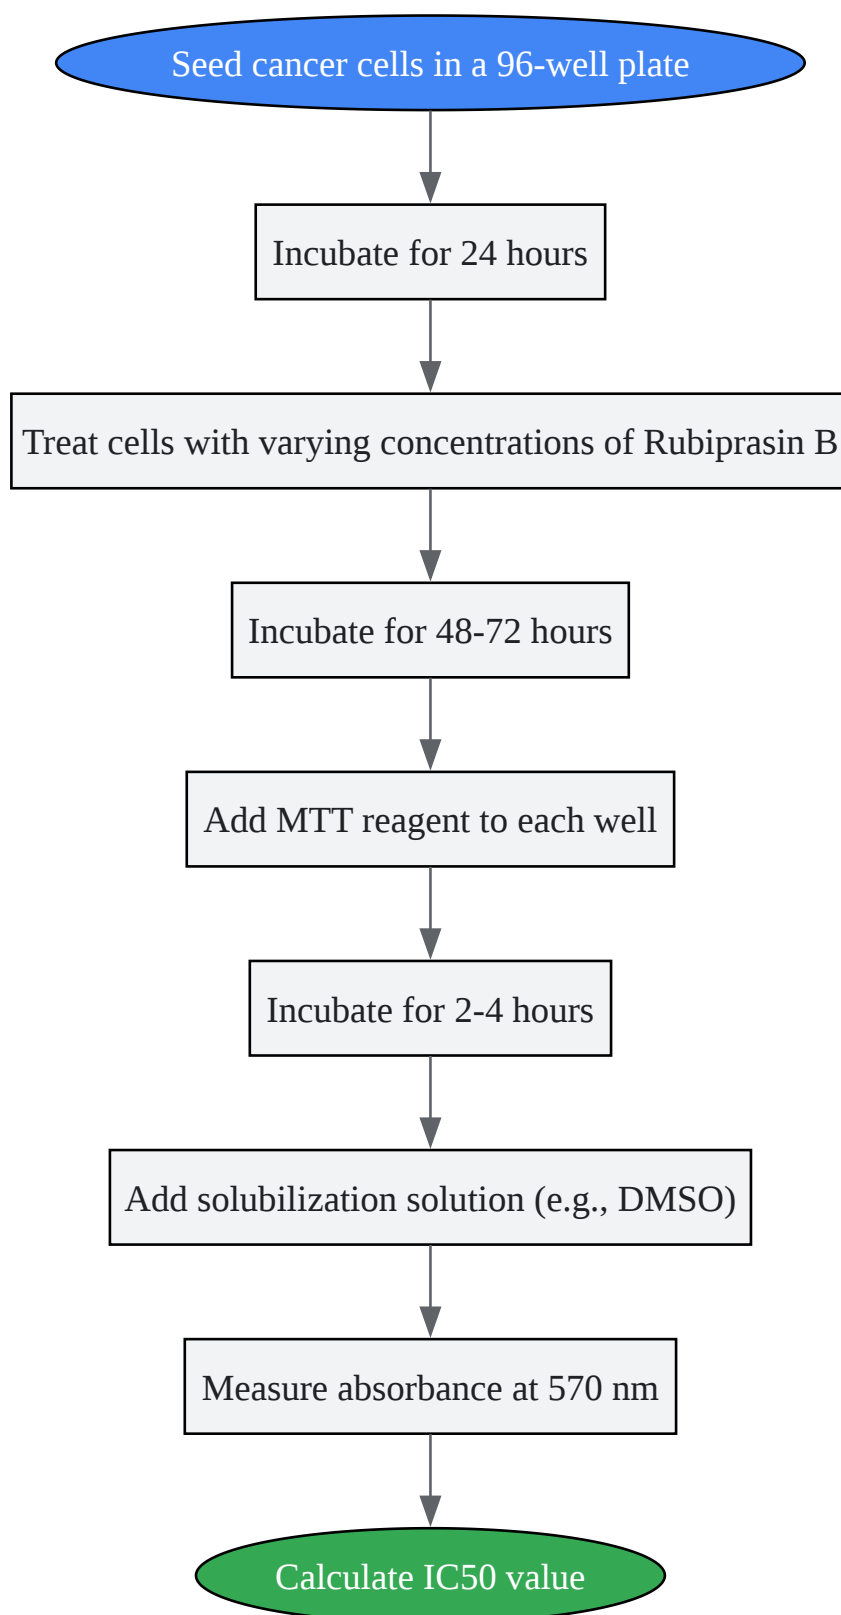 Seed cancer cells in a 96-well plate
Incubate for 24 hours
Treat cells with varying concentrations of Rubiprasin B
Incubate for 48-72 hours
Add MTT reagent to each well
Incubate for 2-4 hours
Add solubilization solution (e.g., DMSO)
Measure absorbance at 570 nm
Calculate IC50 value